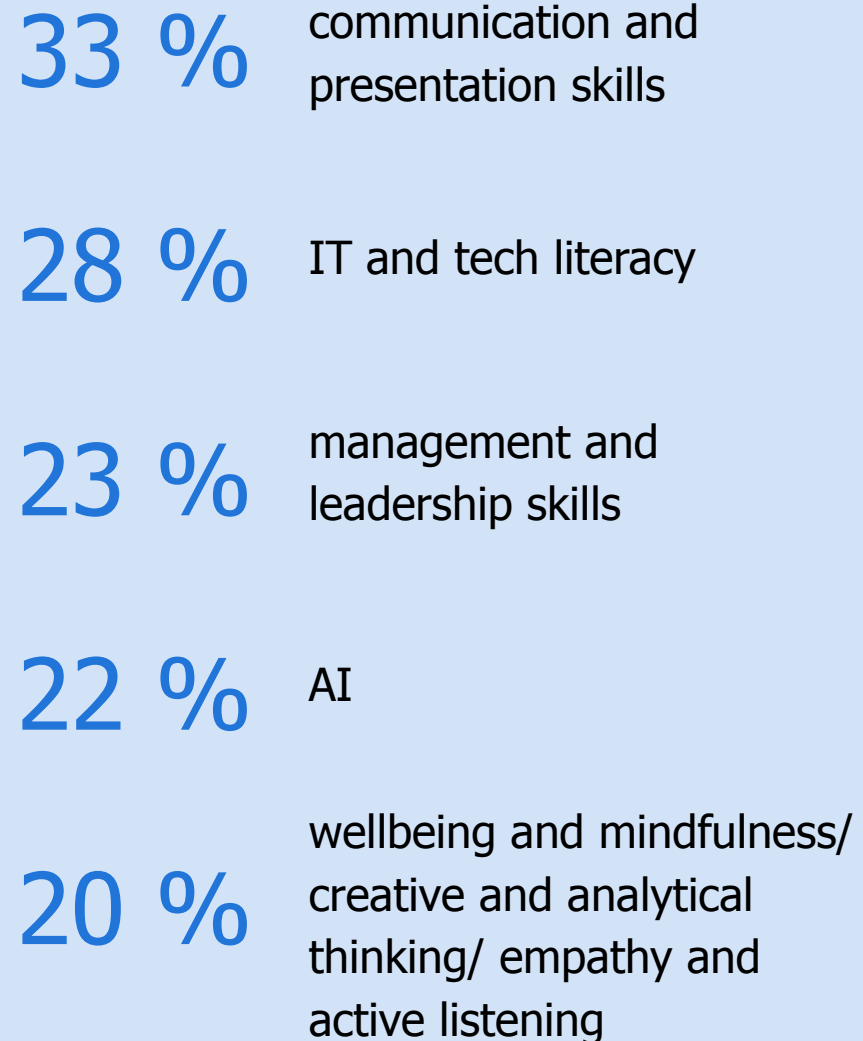 33 %
communication and
presentation skills
28 %
IT and tech literacy
23 %
management and
leadership skills
22 %
AI
20 %
wellbeing and mindfulness/
creative and analytical
thinking/ empathy and
active listening